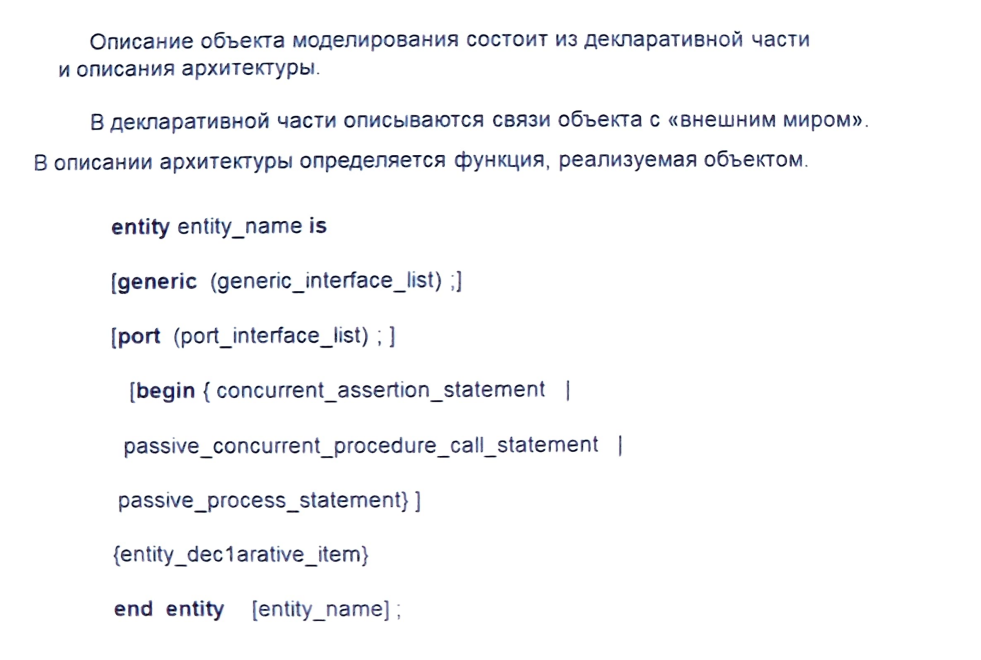 Описание объекта моделирования состоит из декларативной части
и описания архитектуры.
В декларативной части описываются связи объекта с «внешним миром».
В описании архитектуры определяется функция, реализуемая объектом.
entity entity_name is
[generic (generic_interface_list) ;]
[port (port_interface_list) ; ]
[begin { concurrent_assertion_statement |
passive_concurrent_procedure_call_statement |
passive_process_statement} ]
{entity_dec1arative_item}
end entity [entity_name] ;